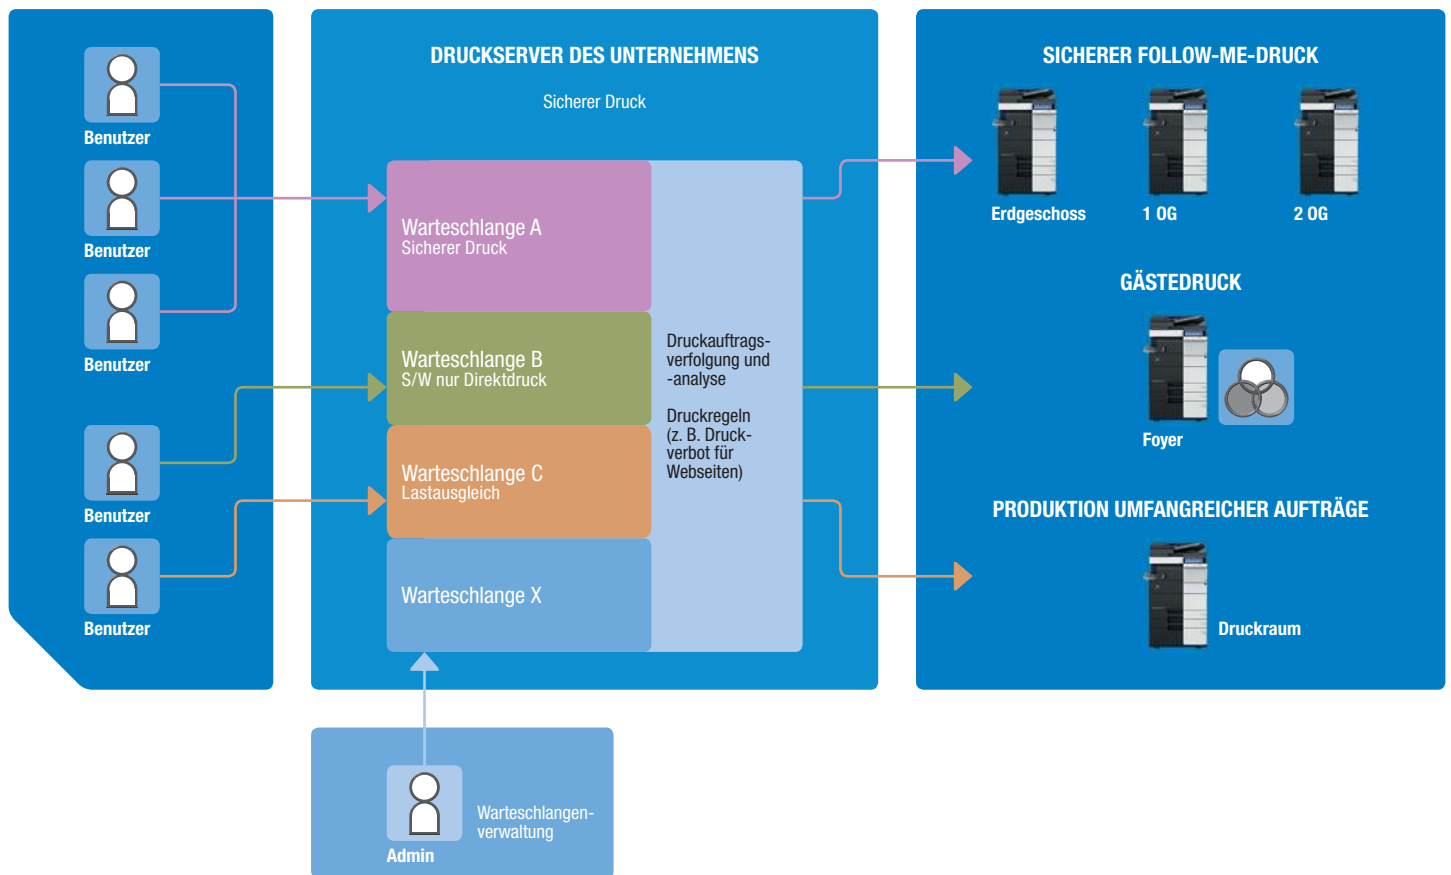 Benutzer
Benutzer
Benutzer
Benutzer
Benutzer
DRUCKSERVER DES UNTERNEHMENS
Sicherer Druck
Warteschlange A
Sicherer Druck
Warteschlange B
S/W nur Direktdruck
Warteschlange C
Lastausgleich
Warteschlange X
Druckauftrags-
verfolgung und
-analyse
Druckregeln
(z. B. Druck-
verbot für
Webseiten)
Warteschlangen-
verwaltung
Admin
SICHERER FOLLOW-ME-DRUCK
Erdgeschoss
1 OG
2 OG
GÄSTEDRUCK
Foyer
PRODUKTION UMFANGREICHER AUFTRÄGE
Druckraum